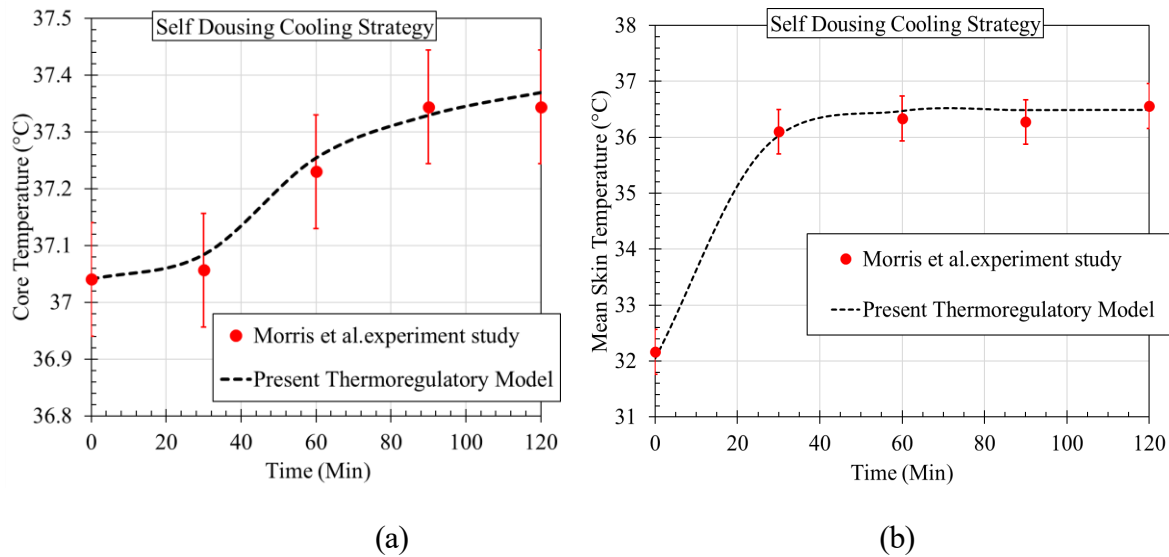 Self Dousing Cooling Strategy
Core Temperature (°C)
37.5
37.4
37.3
37.2
37.1
37
36.9
36.8
0 20 40 60 80 100 120
Time (Min)
Morris et al.experiment study
Present Thermoregulatory Model
(a)
Self Dousing Cooling Strategy
Mean Skin Temperature (°C)
38
37
36
35
34
33
32
31
0 20 40 60 80 100 120
Time (Min)
Morris et al.experiment study
Present Thermoregulatory Model
(b)